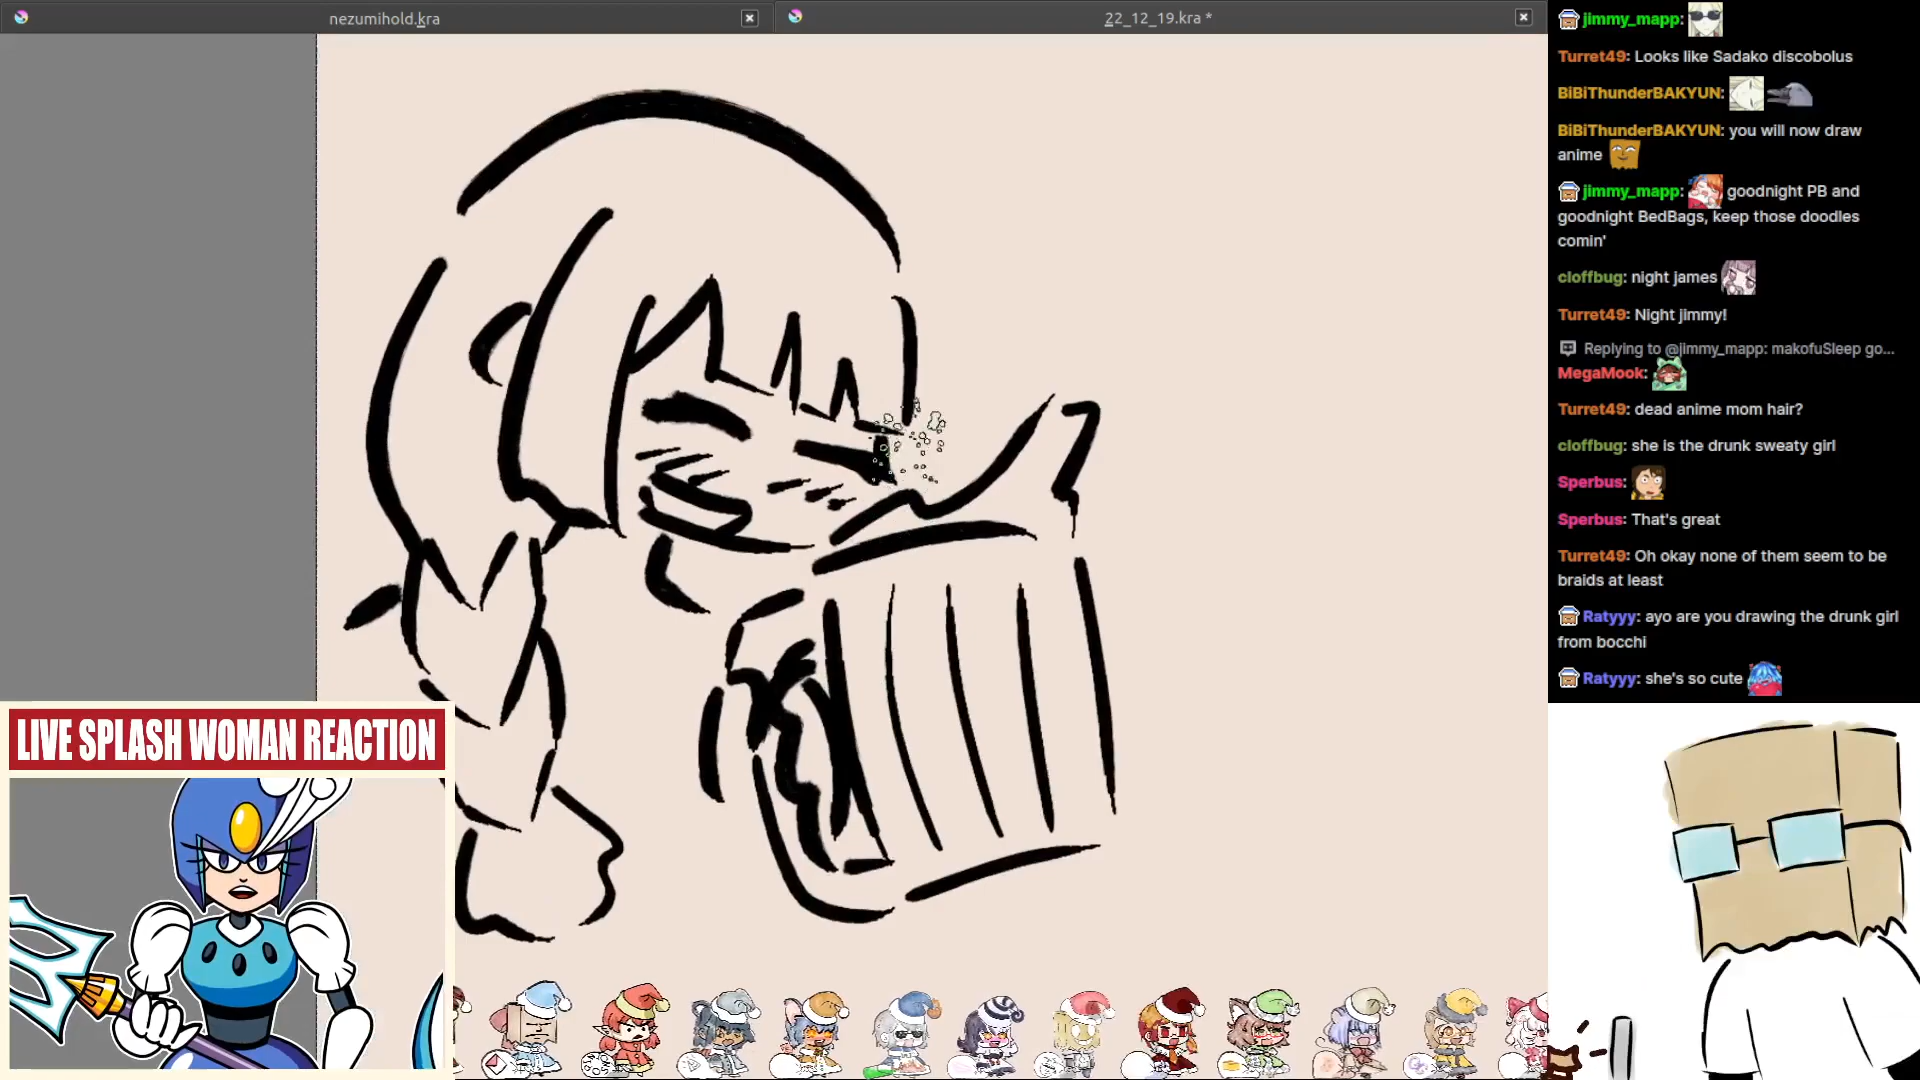 nezumihold.kra
22_12_19.kra *
jimmy_mapp:
Turret49: Looks like Sadako discobolus
BiBiThunderBAKYUN:
BiBiThunderBAKYUN: you will now draw
anime
jimmy_mapp: goodnight PB and
goodnight BedBags, keep those doodles
comin'
cloffbug: night james
Turret49: Night jimmy!
Replying to @jimmy_mapp: makofuSleep go...
MegaMook:
Turret49: dead anime mom hair?
cloffbug: she is the drunk sweaty girl
Sperbus:
Sperbus: That's great
Turret49: Oh okay none of them seem to be
braids at least
Ratyyy: ayo are you drawing the drunk girl
from bocchi
Ratyyy: she's so cute
LIVE SPLASH WOMAN REACTION